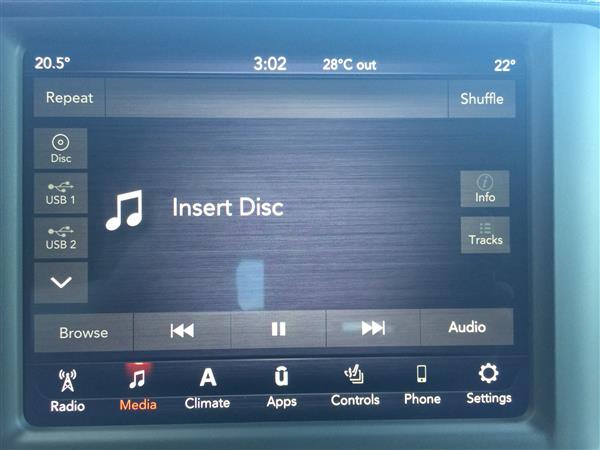 20.5° 3:02 28°C out 22°
Repeat Shuffle
Disc
USB 1
USB 2
Insert Disc
Info
Tracks
Browse Audio
Radio Media Climate Apps Controls Phone Settings